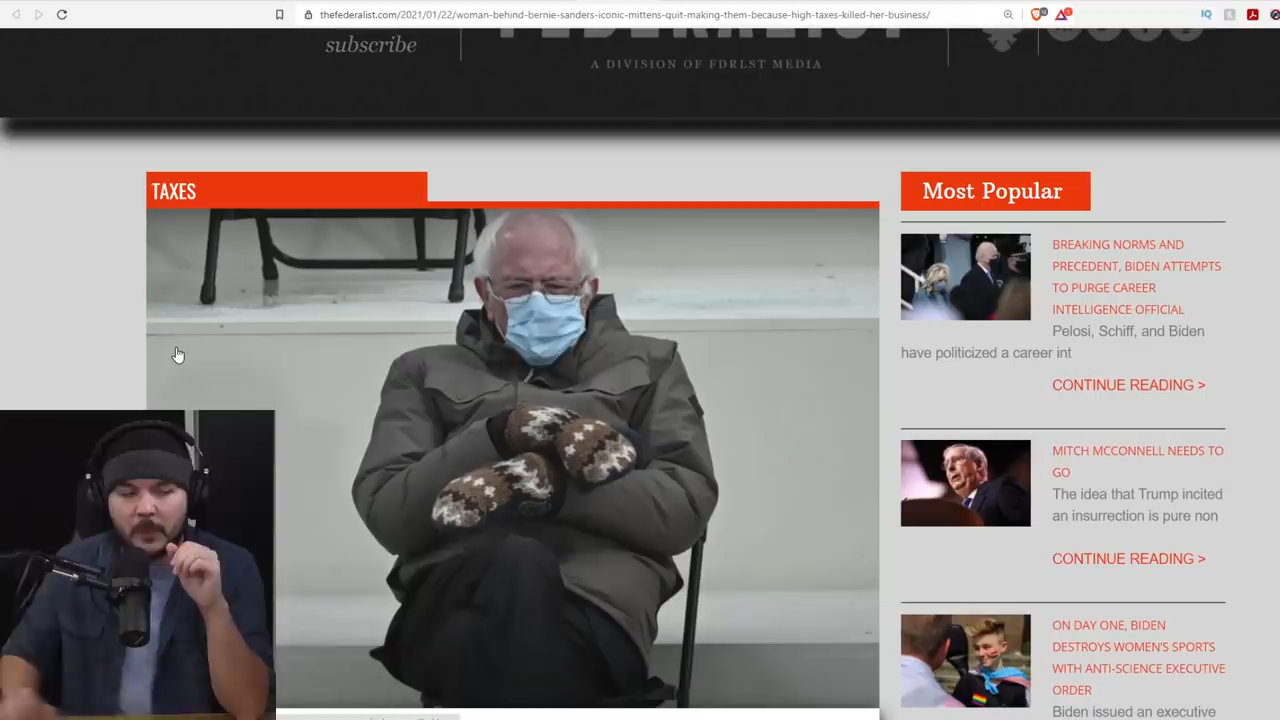 thefederalist.com/2021/01/22/woman-behind-bernie-sanders-iconic-mittens-quit-making-them-because-high-taxes-killed-her-business/
subscribe
FEDERALIST
A DIVISION OF FDRLST MEDIA
TAXES
Most Popular
BREAKING NORMS AND
PRECEDENT, BIDEN ATTEMPTS
TO PURGE CAREER
INTELLIGENCE OFFICIAL
Pelosi, Schiff, and Biden
have politicized a career int
CONTINUE READING >
MITCH MCCONNELL NEEDS TO
GO
The idea that Trump incited
an insurrection is pure non
CONTINUE READING >
ON DAY ONE, BIDEN
DESTROYS WOMEN'S SPORTS
WITH ANTI-SCIENCE EXECUTIVE
ORDER
Biden issued an executive